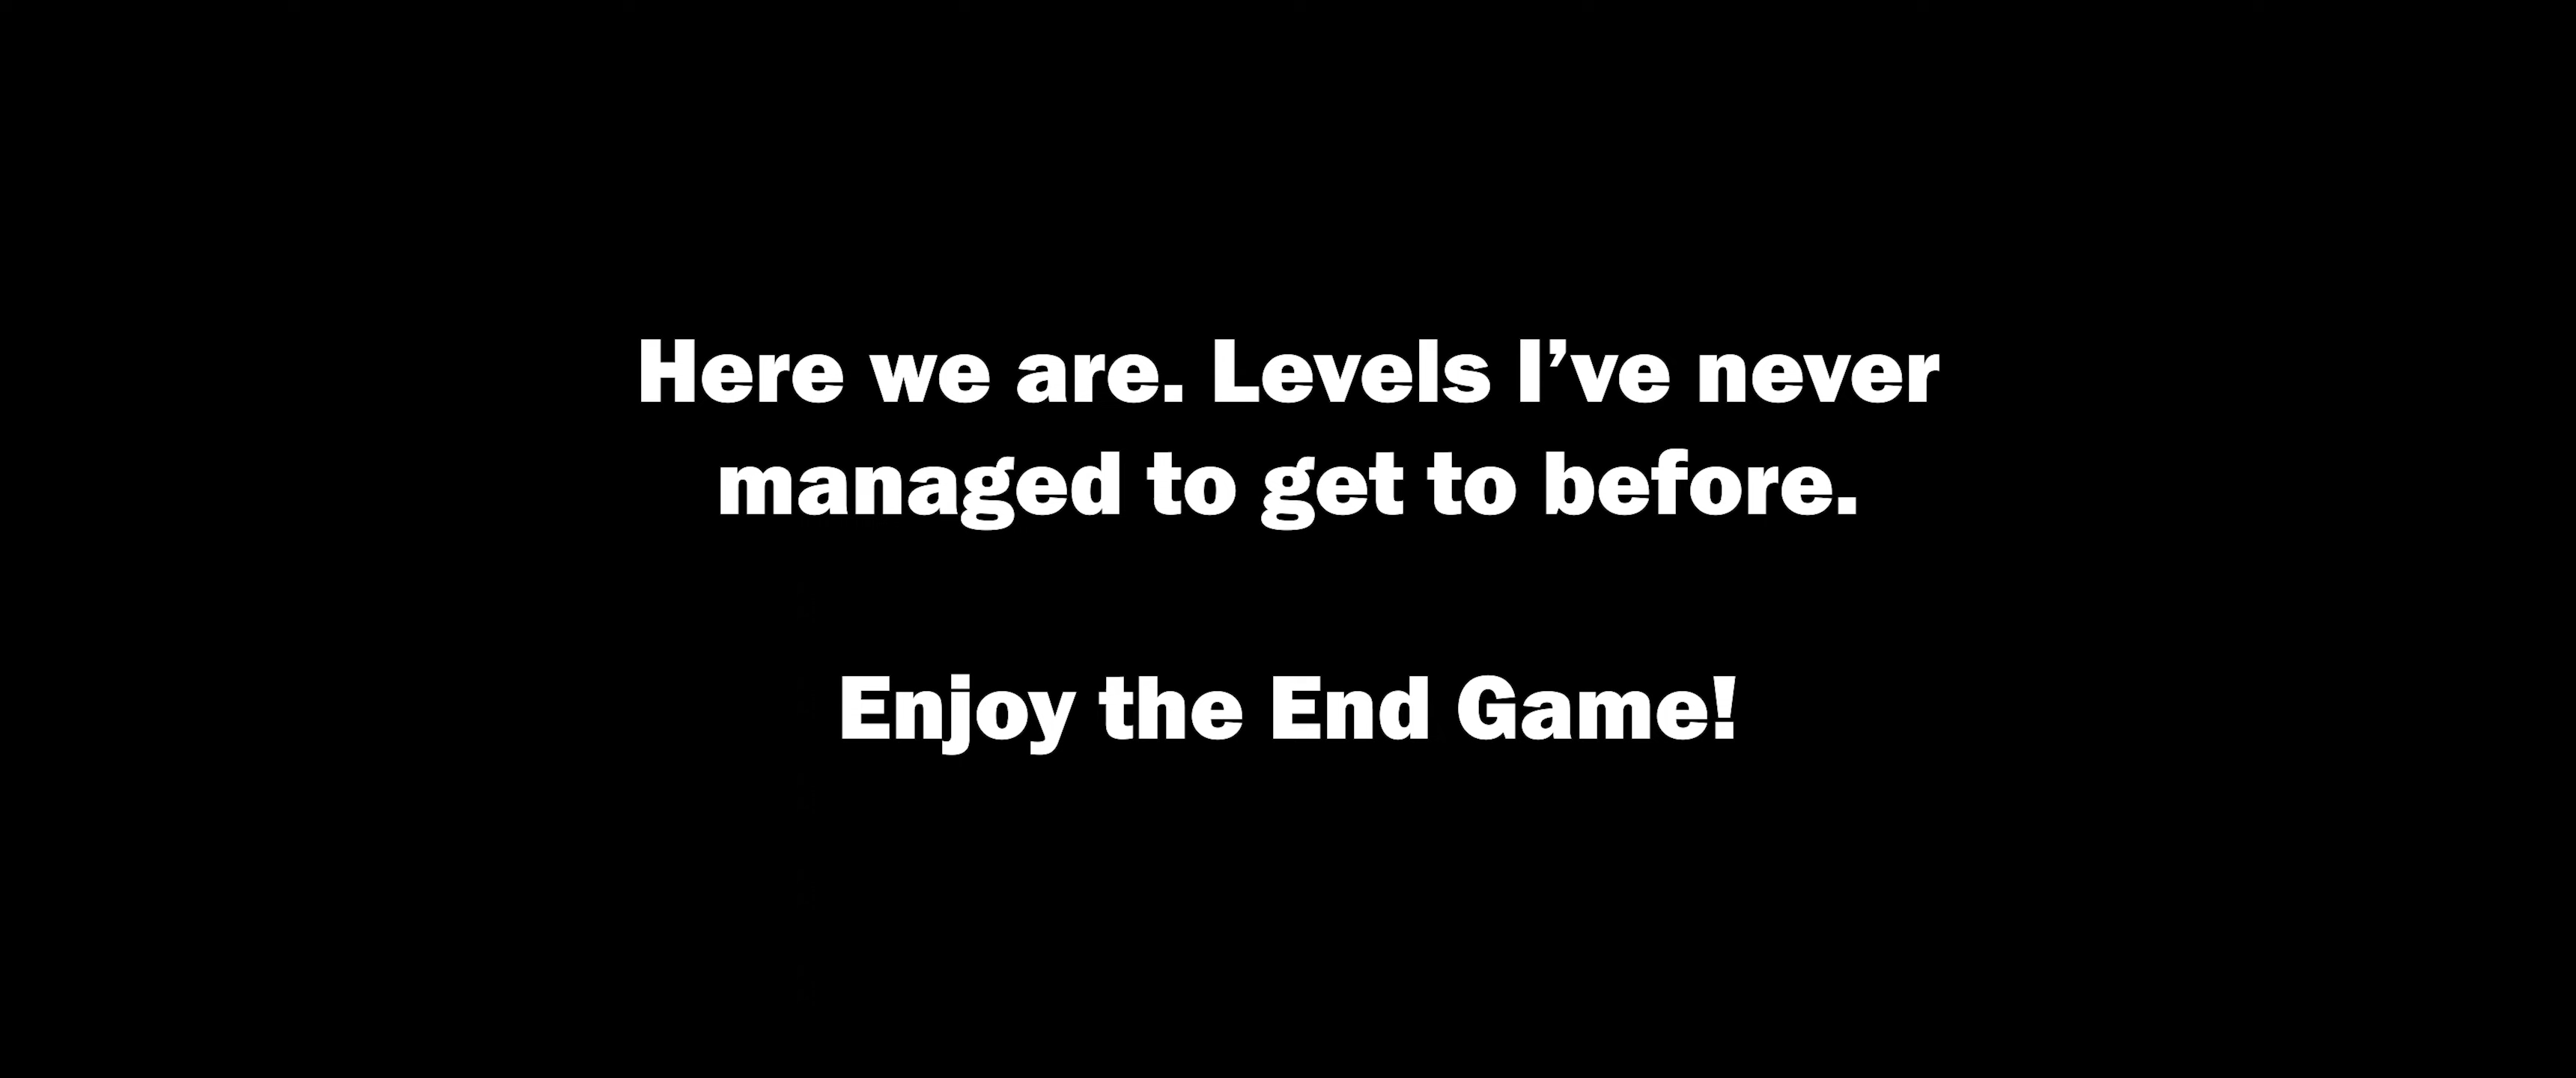 Here we are. Levels I’ve never
managed to get to before.
Enjoy the End Game!